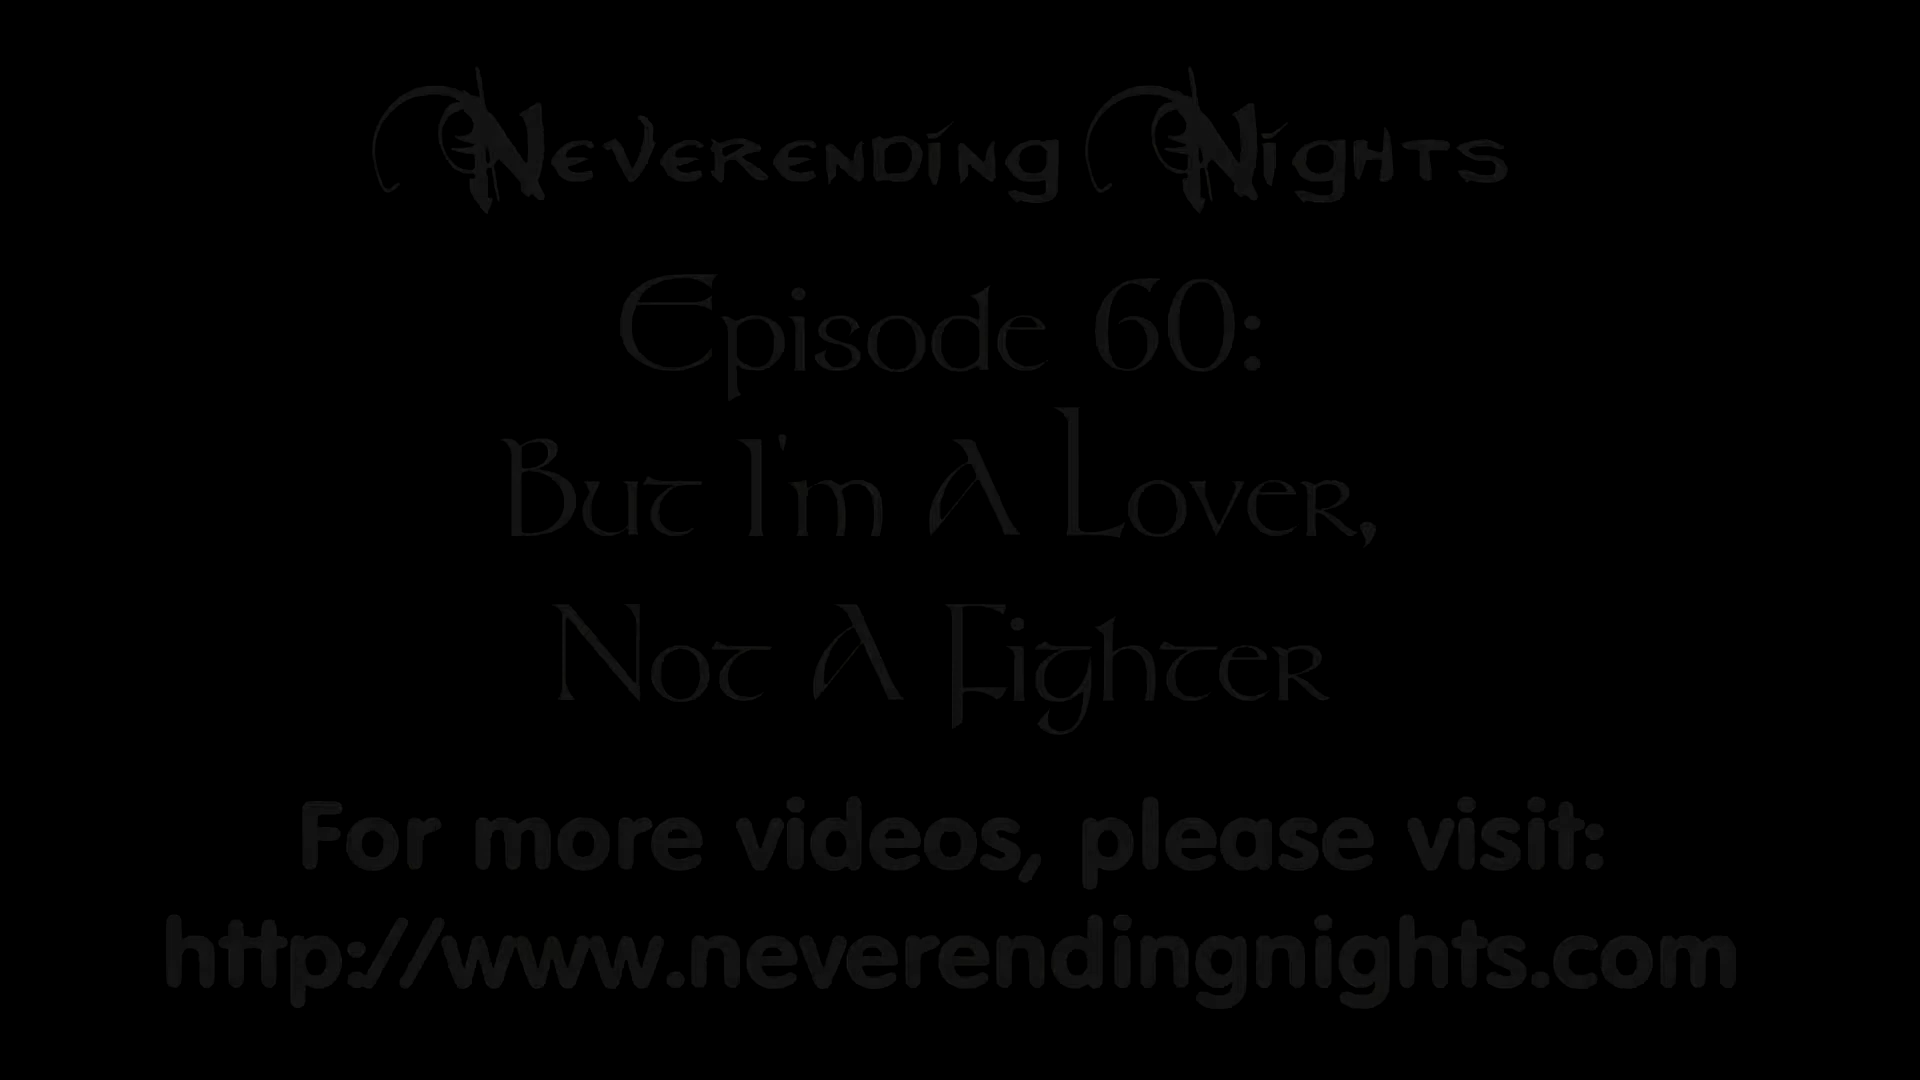 Neverending Nights
Episode 60:
But I'm A Lover,
Not A Fighter
For more videos, please visit:
http://www.neverendingnights.com